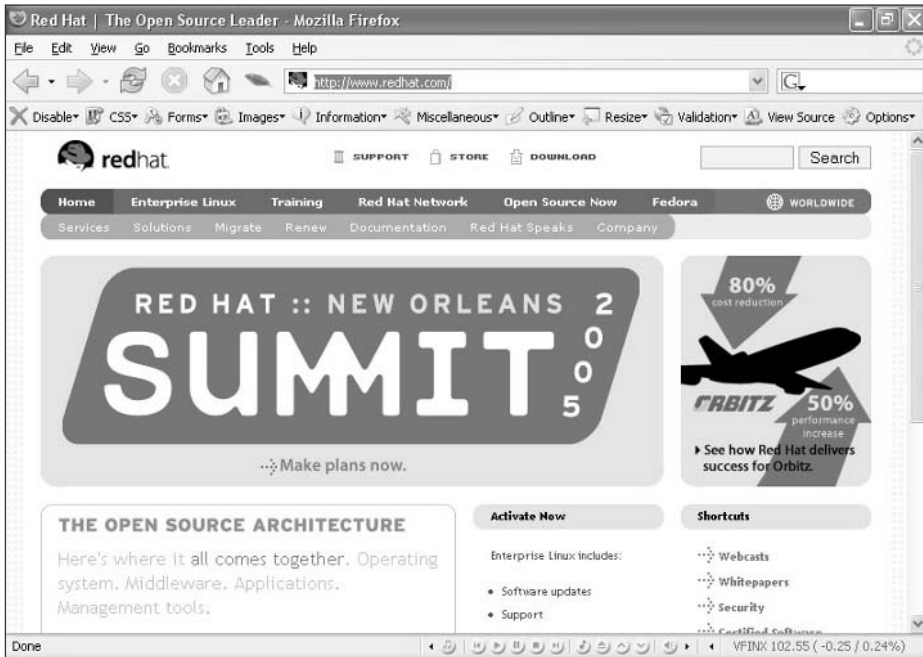 Red Hat | The Open Source Leader - Mozilla Firefox
File Edit View Go Bookmarks Tools Help
http://www.redhat.com/ G
Disable CSS Forms Images Information Miscellaneous Outline Resize Validation View Source Options
redhat. SUPPORT STORE DOWNLOAD Search
Home Enterprise Linux Training Red Hat Network Open Source Now Fedora WORLDWIDE
Services Solutions Migrate Renew Documentation Red Hat Speaks Company
RED HAT :: NEW ORLEANS 2005
SUMMIT
Make plans now.
80%
cost reduction
ORBITZ
50%
performance
increase
See how Red Hat delivers
success for Orbitz.
THE OPEN SOURCE ARCHITECTURE
Here's where it all comes together. Operating
system. Middleware. Applications.
Management tools.
Activate Now
Enterprise Linux includes:
• Software updates
• Support
Shortcuts
Webcasts
Whitepapers
Security
Certified Software
Done VFINX 102.55 ( -0.25 / 0.24%)